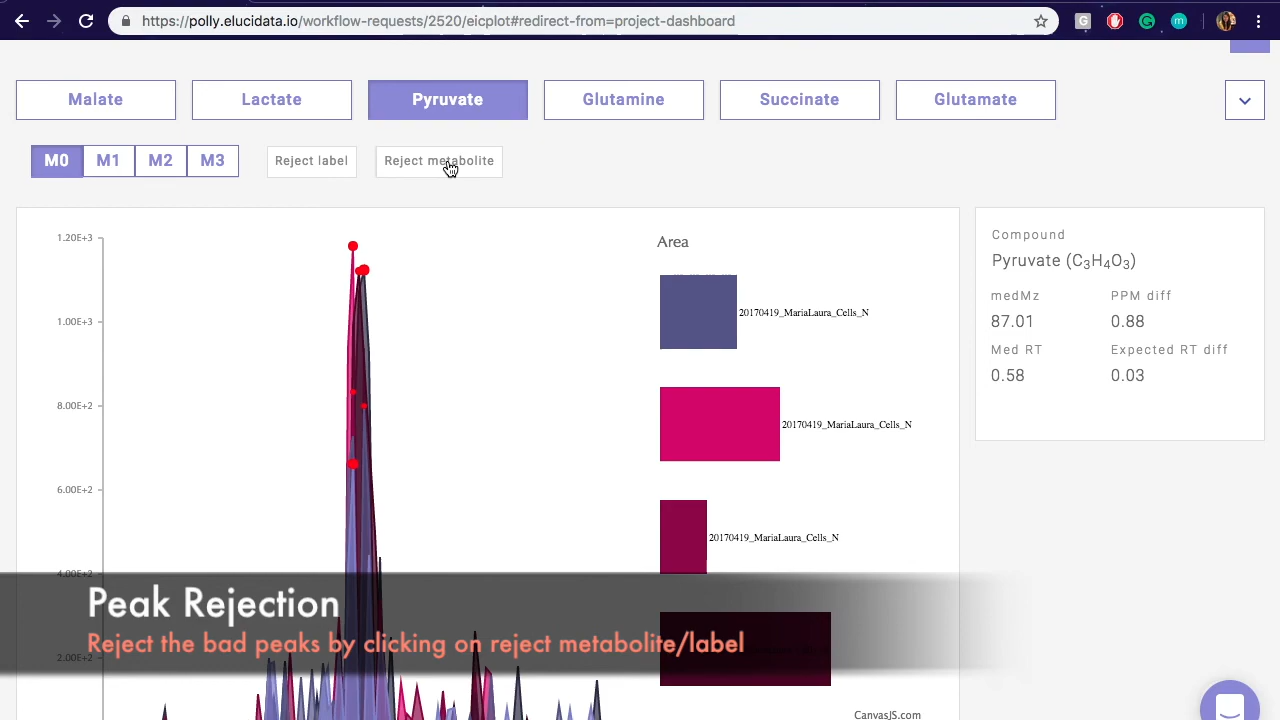 https://polly.elucidata.io/workflow-requests/2520/eicplot#redirect-from=project-dashboard
Malate
Lactate
Pyruvate
Glutamine
Succinate
Glutamate
M0
M1
M2
M3
Reject label
Reject metabolite
1.20E+3
1.00E+3
8.00E+2
6.00E+2
4.00E+2
2.00E+2
Area
20170419_MariaLaura_Cells_N
20170419_MariaLaura_Cells_N
20170419_MariaLaura_Cells_N
Compound
Pyruvate (C₃H₄O₃)
medMz
PPM diff
87.01
0.88
Med RT
Expected RT diff
0.58
0.03
Peak Rejection
Reject the bad peaks by clicking on reject metabolite/label
CanvasJS.com